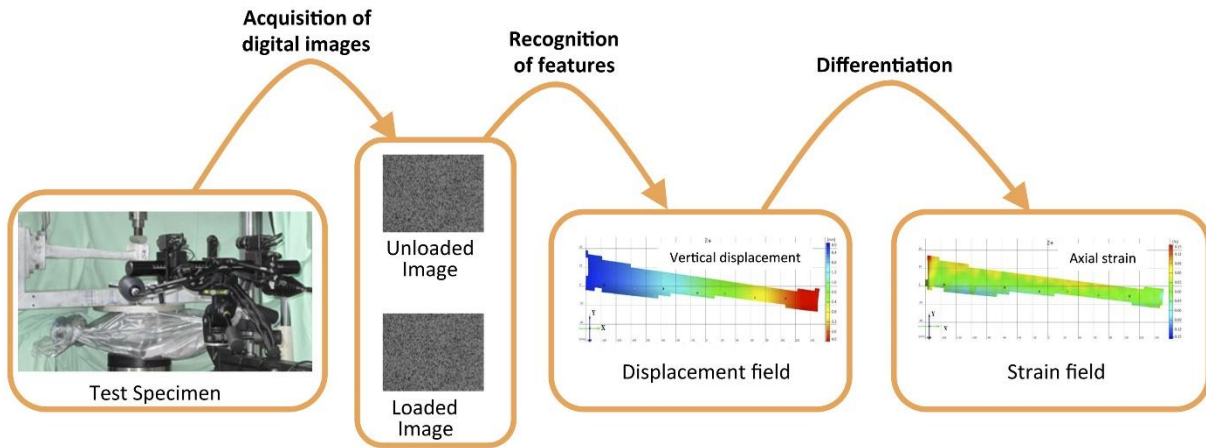 Acquisition of
digital images
Recognition
of features
Differentiation
Unloaded
Image
Loaded
Image
Test Specimen
Vertical displacement
Y
X
Displacement field
Axial strain
Y
X
Strain field